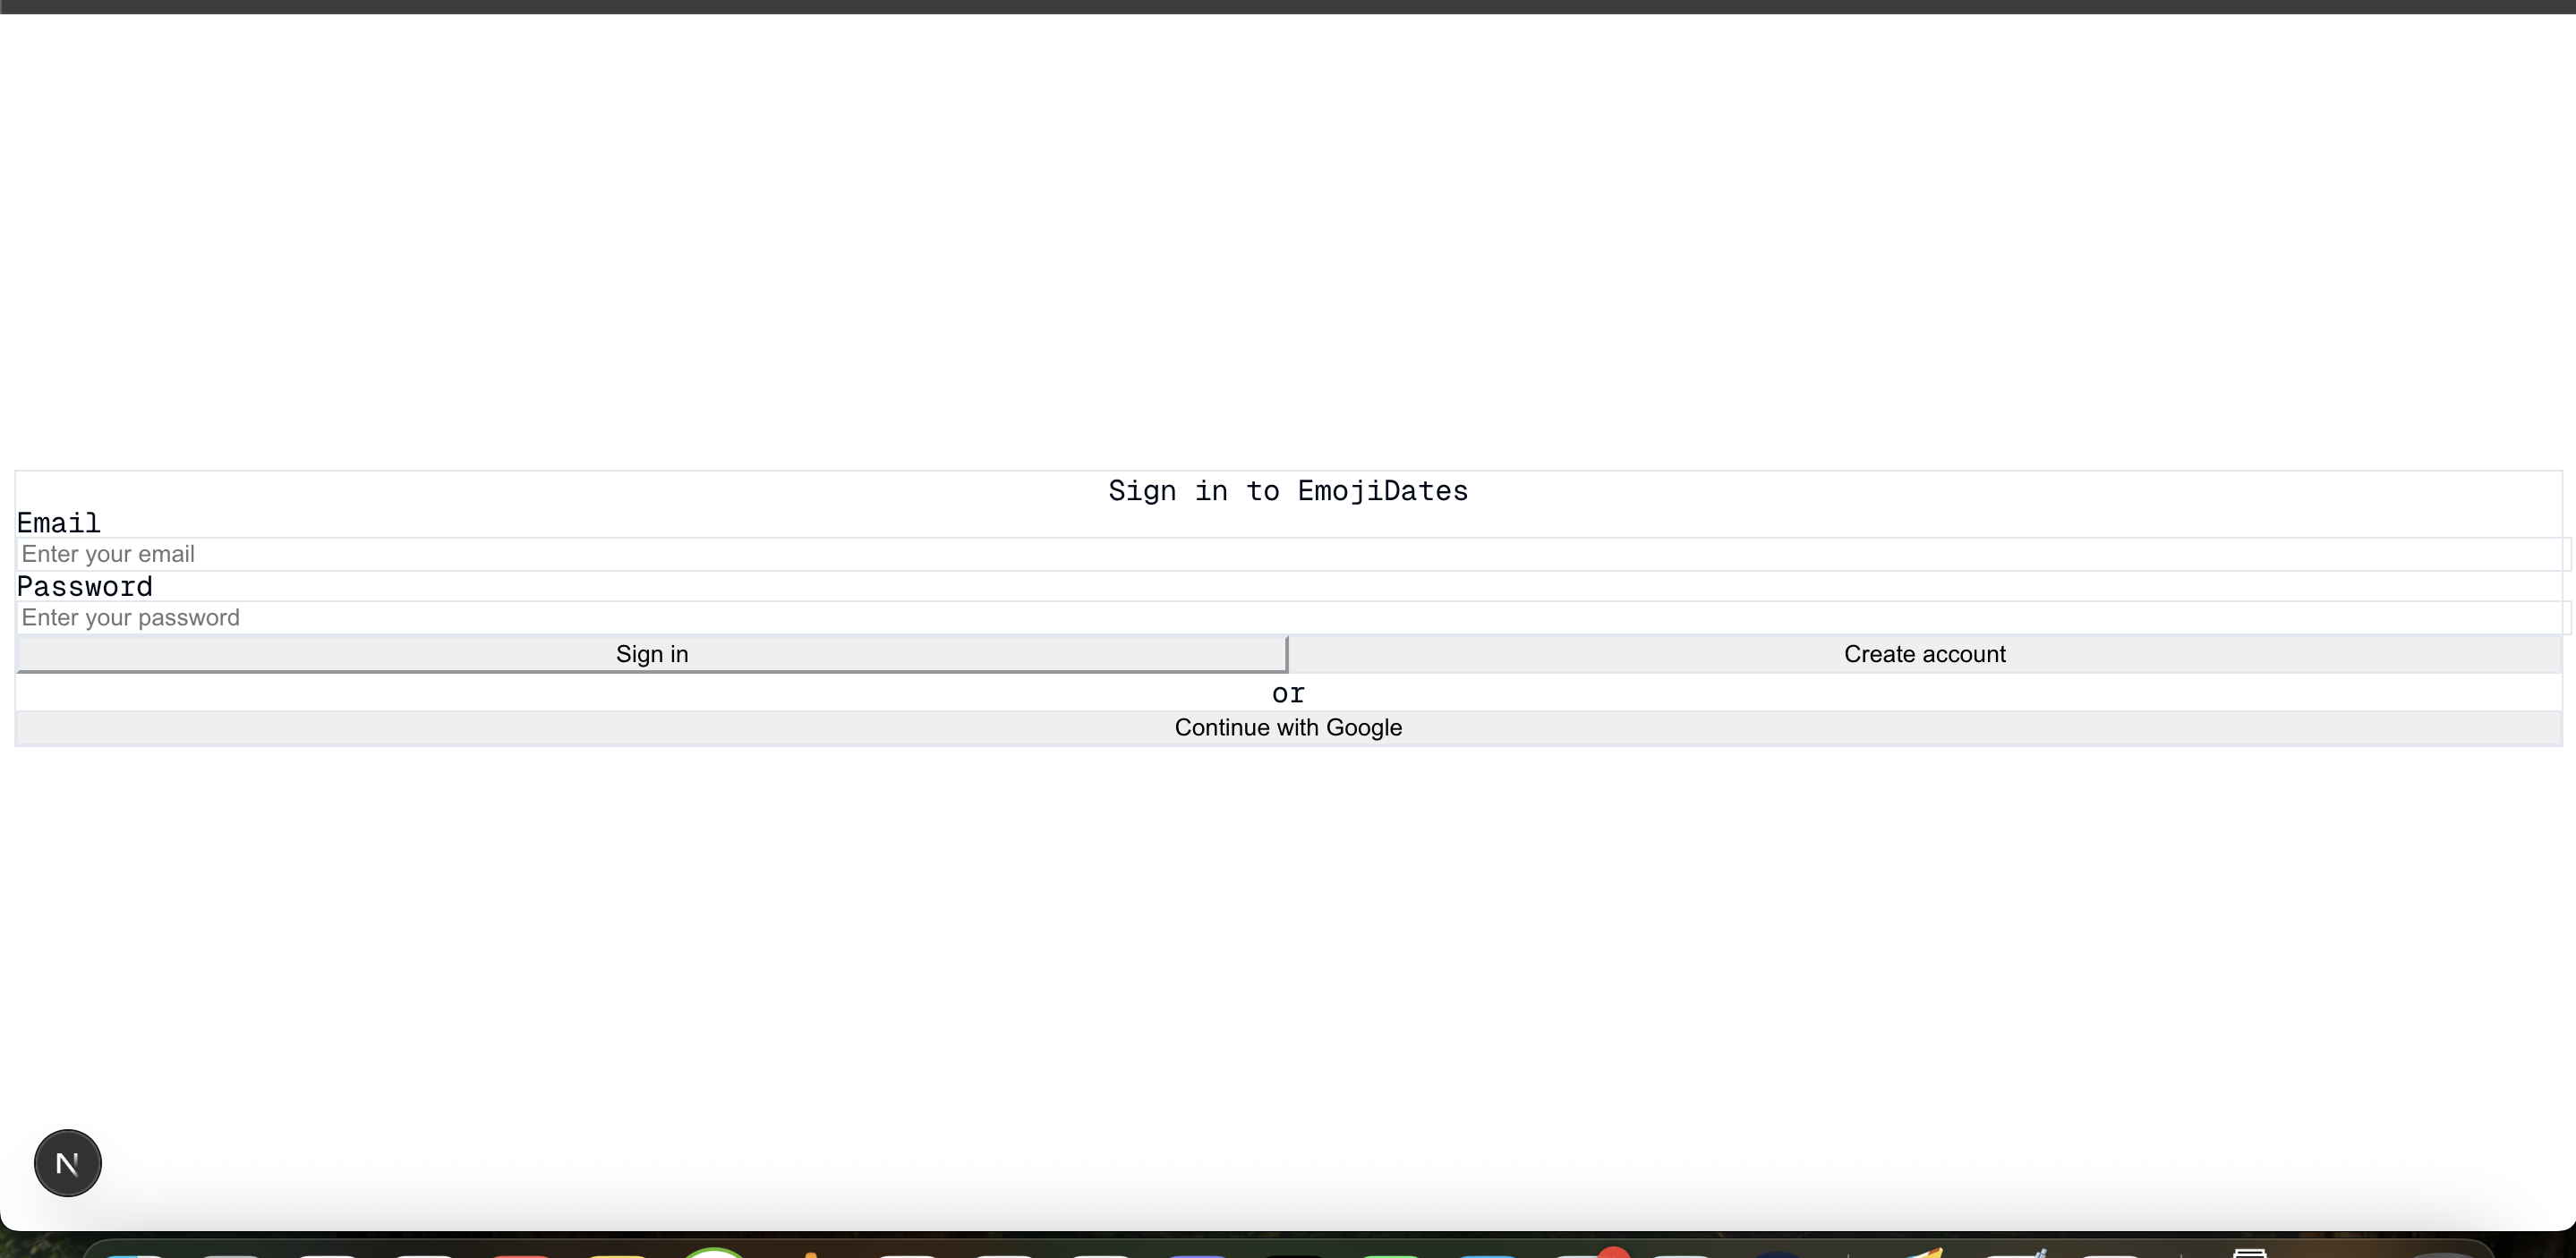 Sign in to EmojiDates
Email
Enter your email
Password
Enter your password
Sign in
Create account
or
Continue with Google
N